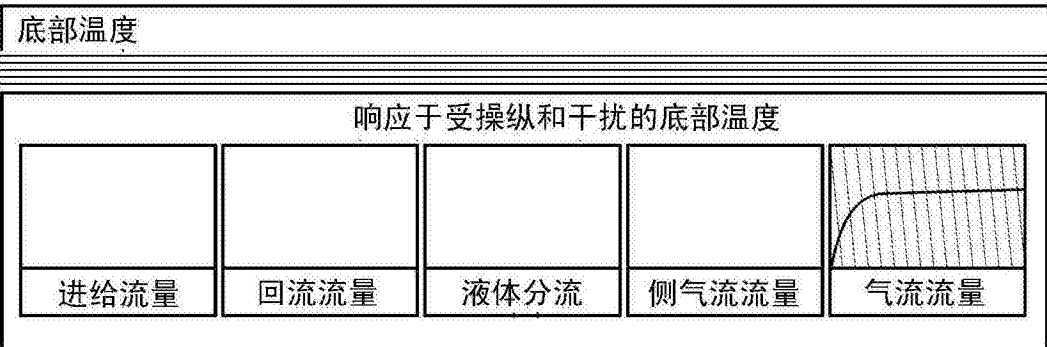 底部温度
响应于受操纵和干扰的底部温度
进给流量
回流流量
液体分流
侧气流流量
气流流量